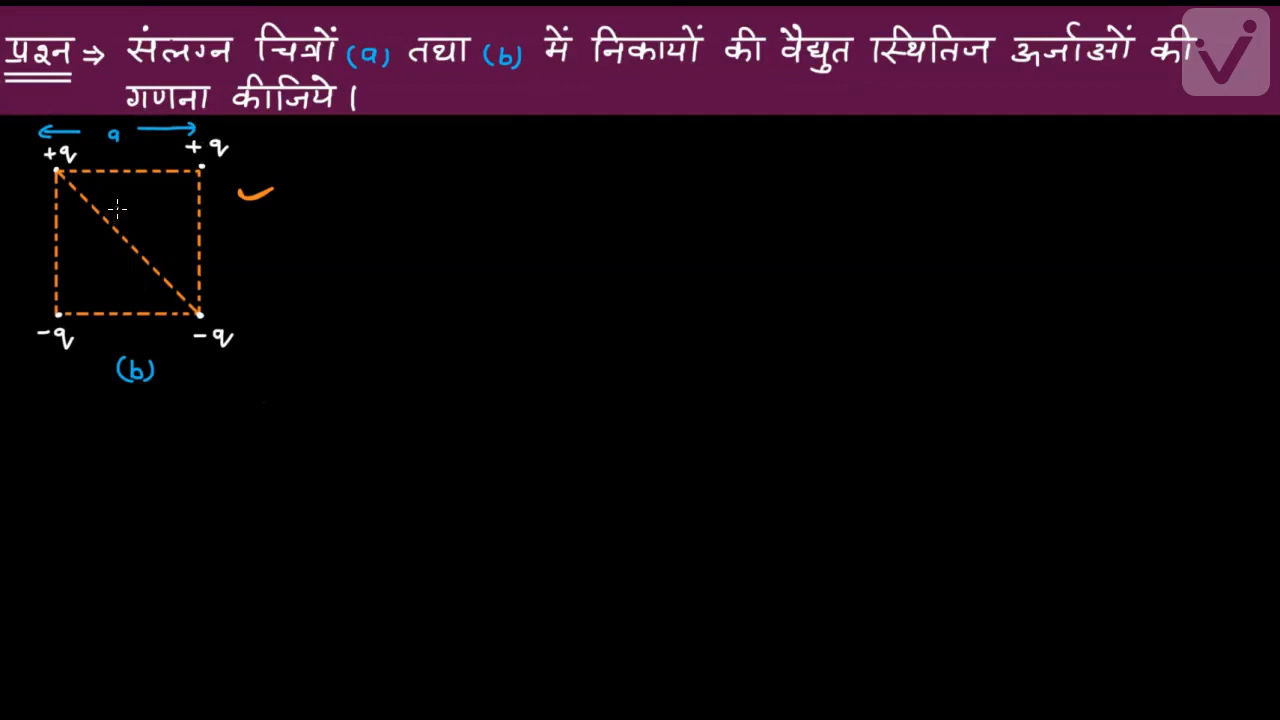 प्रश्न ⇒ संलग्न चित्रों (a) तथा (b) में निकायों की वैद्युत स्थितिज ऊर्जाओं की
गणना कीजिये।
a
+q +q
-q -q
(b)